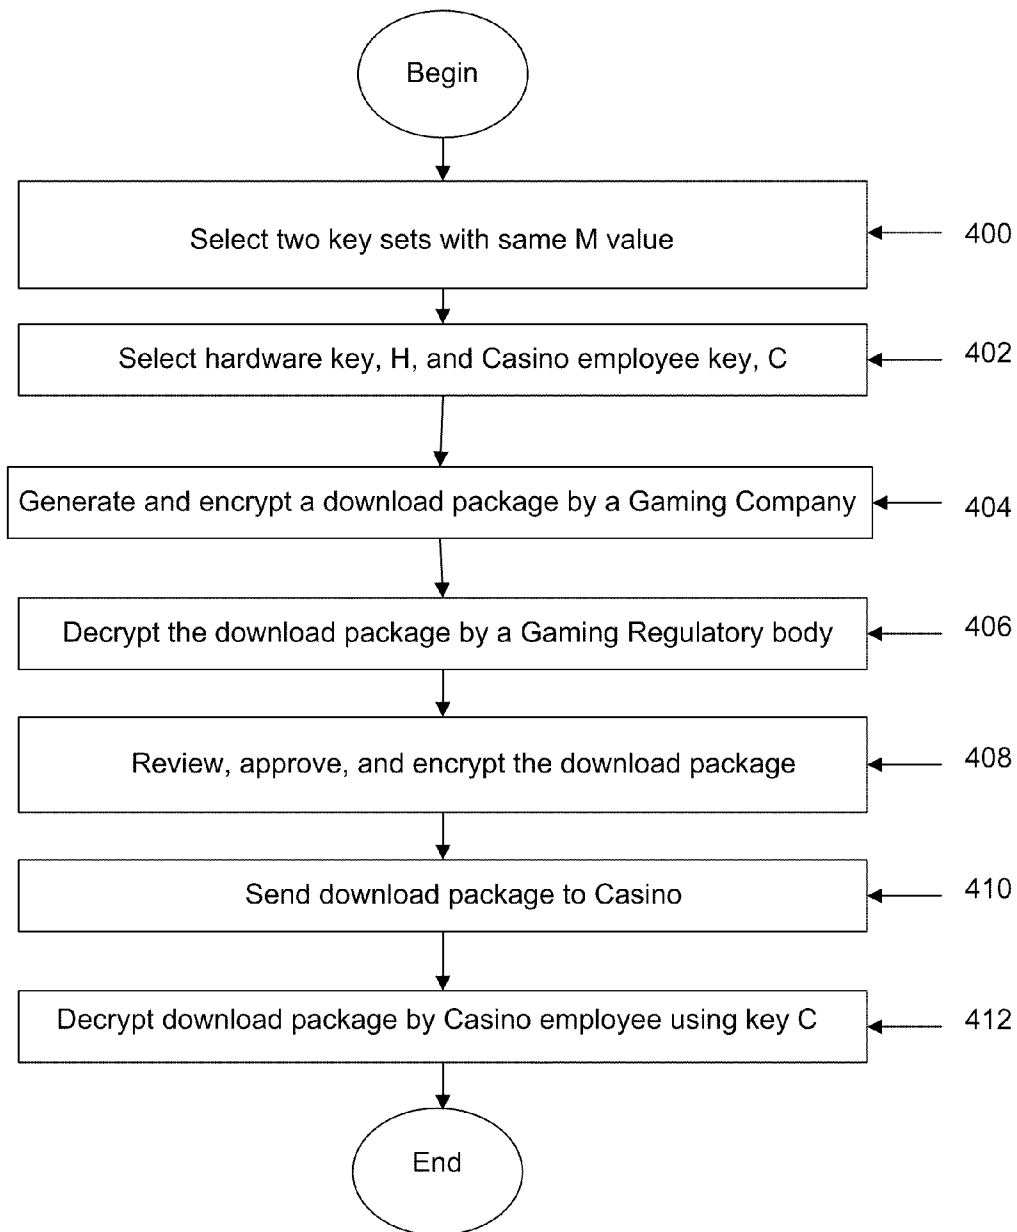 Begin
Select two key sets with same M value
400
Select hardware key, H, and Casino employee key, C
402
Generate and encrypt a download package by a Gaming Company
404
Decrypt the download package by a Gaming Regulatory body
406
Review, approve, and encrypt the download package
408
Send download package to Casino
410
Decrypt download package by Casino employee using key C
412
End